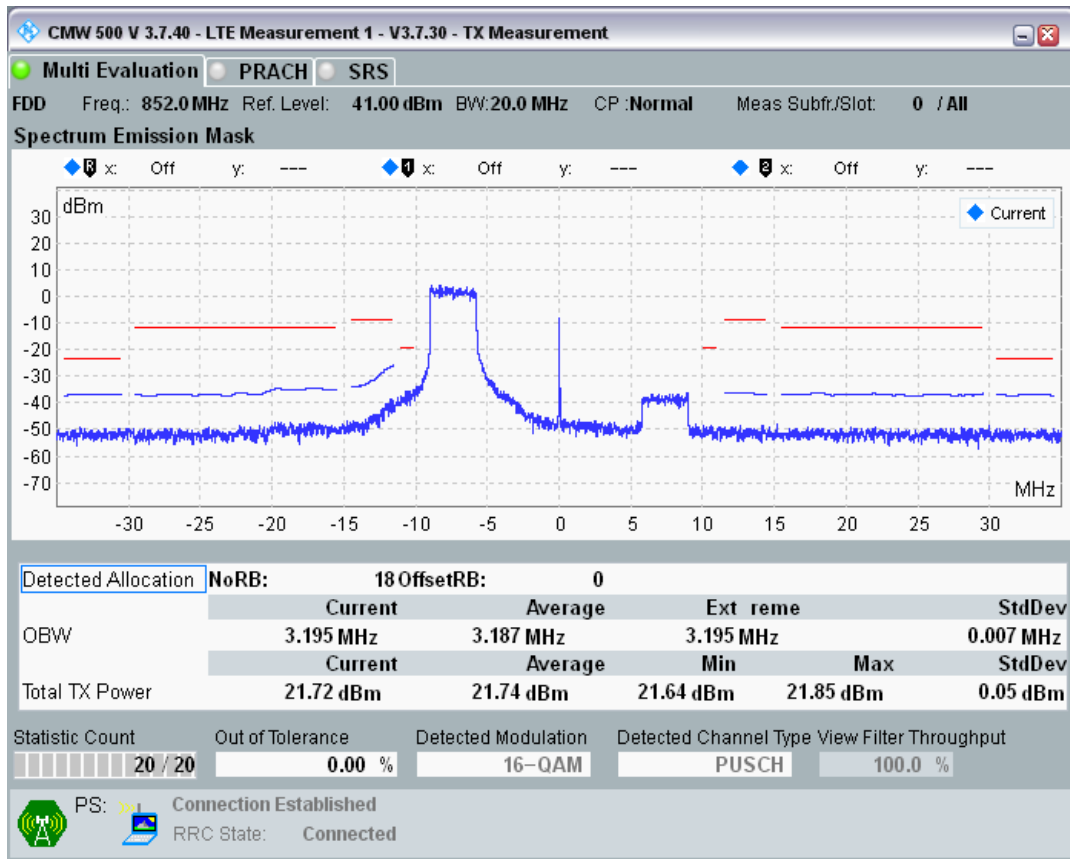 CMW 500 V 3.7.40 - LTE Measurement 1 - V3.7.30 - TX Measurement
Multi Evaluation PRACH SRS
FDD Freq.: 852.0 MHz Ref. Level: 41.00 dBm BW:20.0 MHz CP :Normal Meas Subfr./Slot: 0 / All
Spectrum Emission Mask
R x: Off y: --- 1 x: Off y: --- 2 x: Off y: ---
dBm
Current
30
20
10
0
-10
-20
-30
-40
-50
-60
-70
MHz
-30 -25 -20 -15 -10 -5 0 5 10 15 20 25 30
Detected Allocation NoRB: 18 OffsetRB: 0
Current Average Ext reme StdDev
OBW 3.195 MHz 3.187 MHz 3.195 MHz 0.007 MHz
Current Average Min Max StdDev
Total TX Power 21.72 dBm 21.74 dBm 21.64 dBm 21.85 dBm 0.05 dBm
Statistic Count Out of Tolerance Detected Modulation Detected Channel Type View Filter Throughput
20 / 20 0.00 % 16-QAM PUSCH 100.0 %
PS: Connection Established
RRC State: Connected